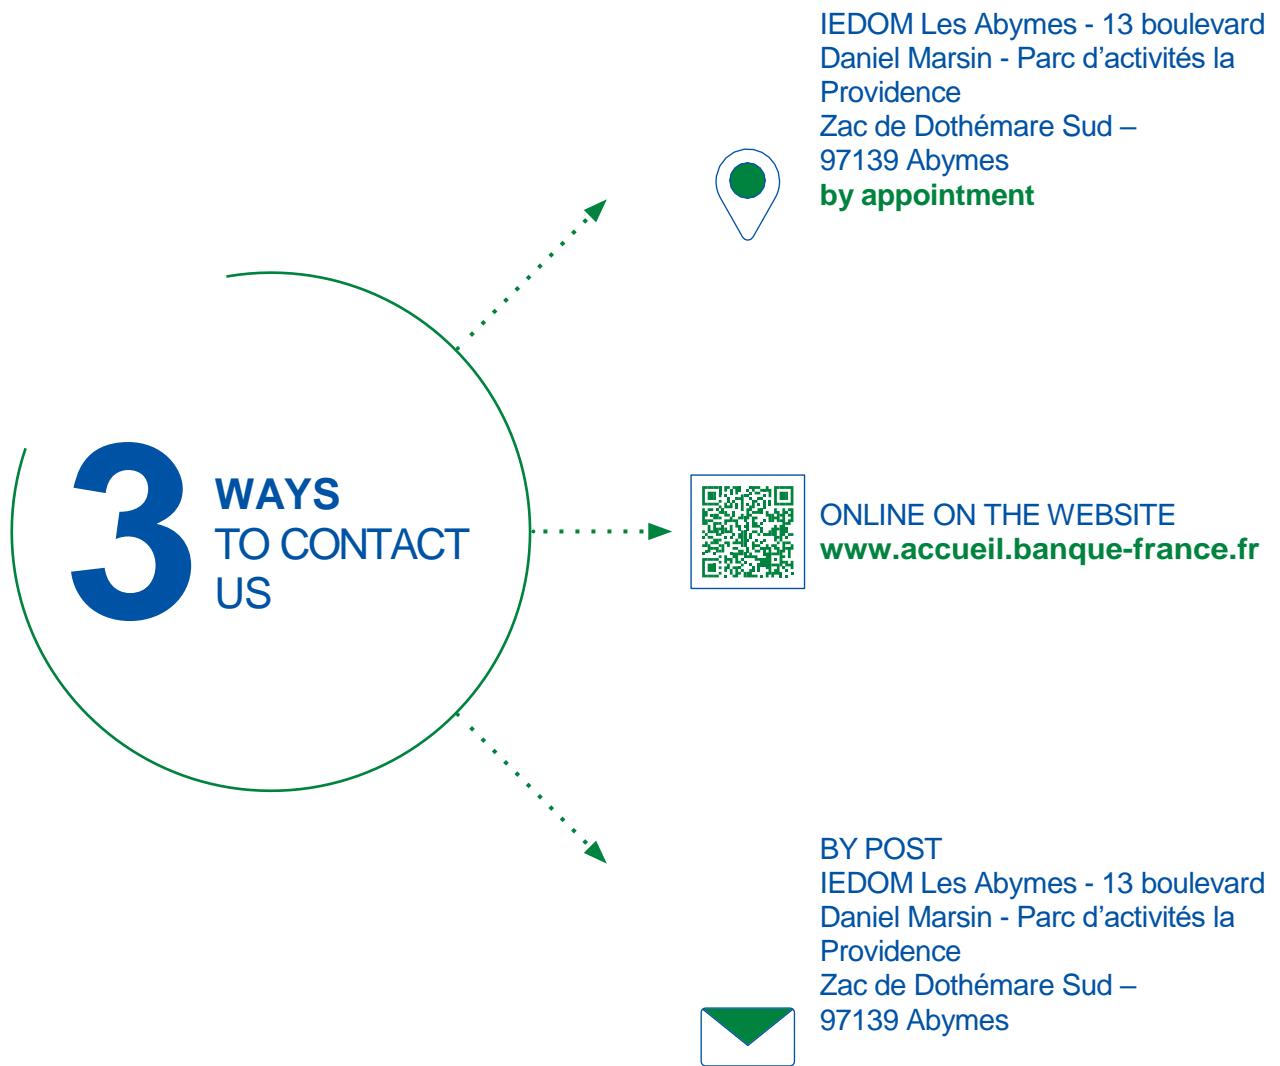 IEDOM Les Abymes - 13 boulevard
Daniel Marsin - Parc d’activités la
Providence
Zac de Dothémare Sud –
97139 Abymes
by appointment
3
WAYS
TO CONTACT
US
ONLINE ON THE WEBSITE
www.accueil.banque-france.fr
BY POST
IEDOM Les Abymes - 13 boulevard
Daniel Marsin - Parc d’activités la
Providence
Zac de Dothémare Sud –
97139 Abymes